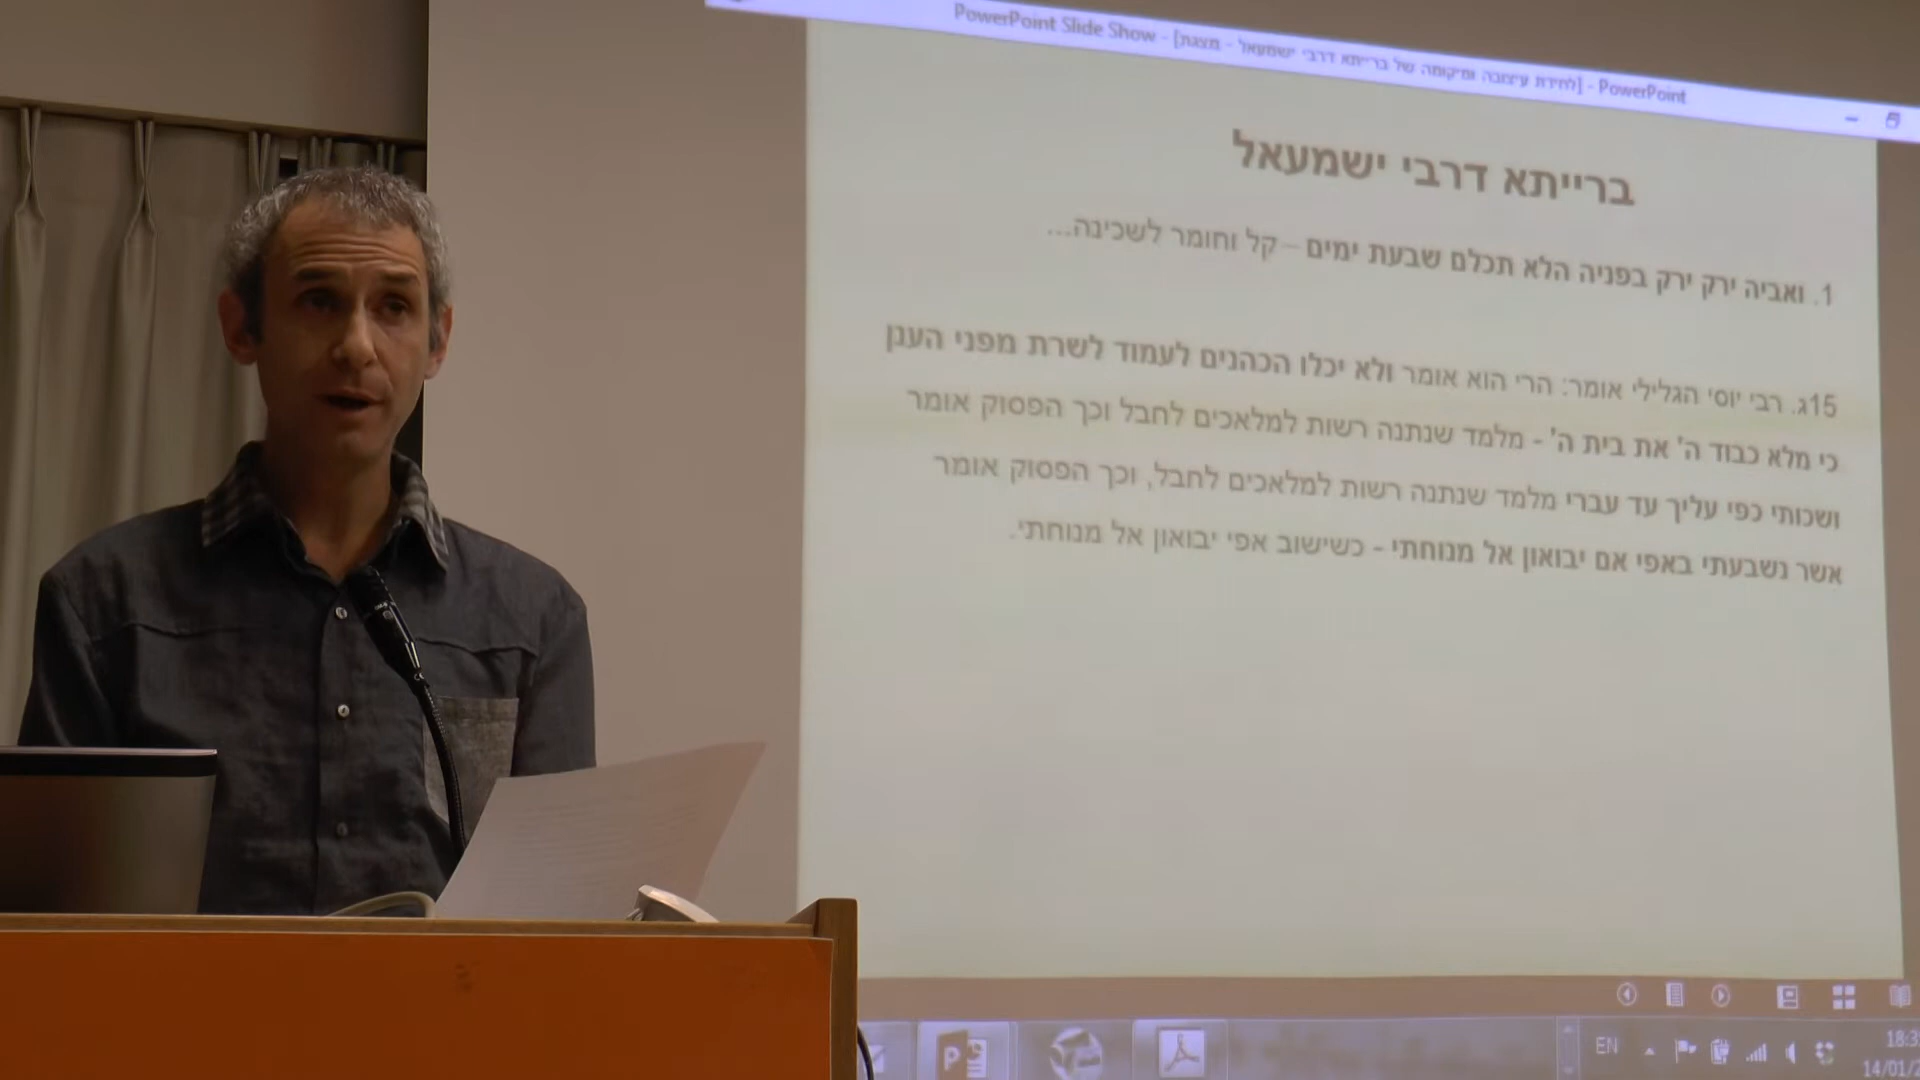 PowerPoint Slide Show - [לחידת עיצובה ומיקומה של ברייתא דרבי ישמעאל - מצגת] - PowerPoint
ברייתא דרבי ישמעאל
1. ואביה ירק ירק בפניה הלא תכלם שבעת ימים – קל וחומר לשכינה...
15ג. רבי יוסי הגלילי אומר: הרי הוא אומר ולא יכלו הכהנים לעמוד לשרת מפני הענן
כי מלא כבוד ה' את בית ה' - מלמד שנתנה רשות למלאכים לחבל וכך הפסוק אומר
ושכותי כפי עליך עד עברי מלמד שנתנה רשות למלאכים לחבל, וכך הפסוק אומר
אשר נשבעתי באפי אם יבואון אל מנוחתי - כשישוב אפי יבואון אל מנוחתי.
EN
14/01/